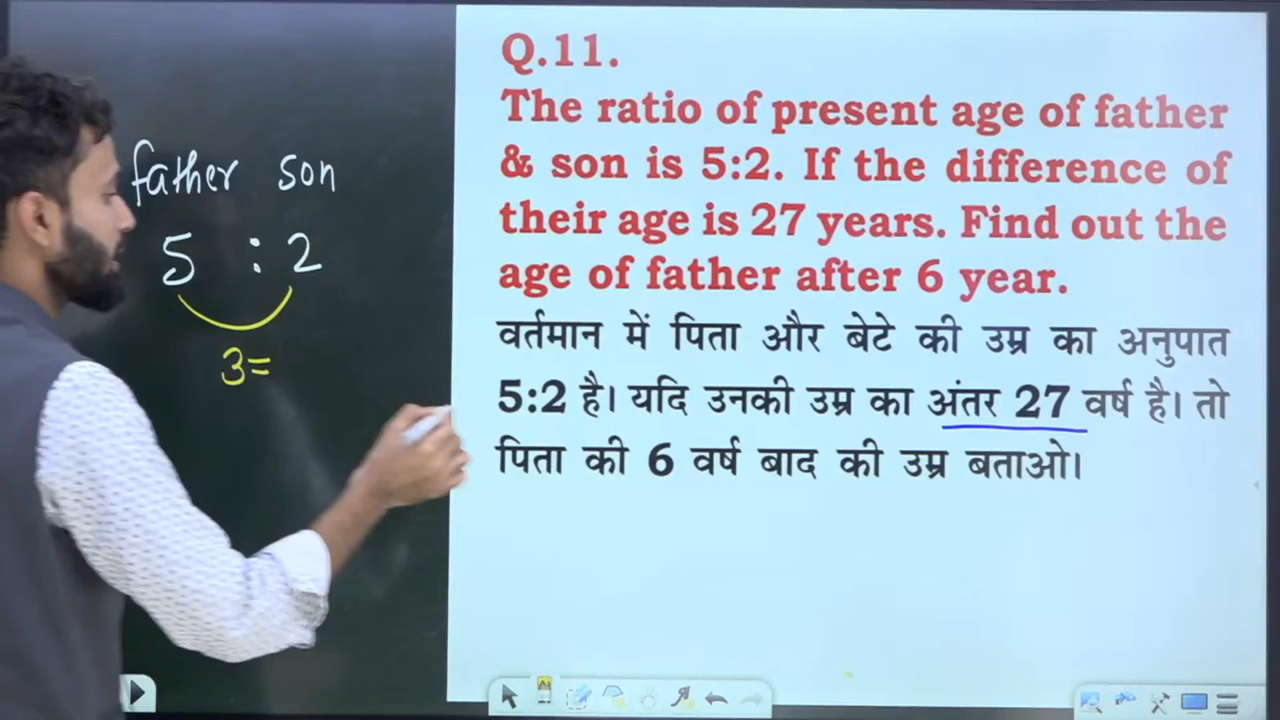 father son
5 : 2
3=
Q.11.
The ratio of present age of father
& son is 5:2. If the difference of
their age is 27 years. Find out the
age of father after 6 year.
वर्तमान में पिता और बेटे की उम्र का अनुपात
5:2 है। यदि उनकी उम्र का अंतर 27 वर्ष है। तो
पिता की 6 वर्ष बाद की उम्र बताओ।